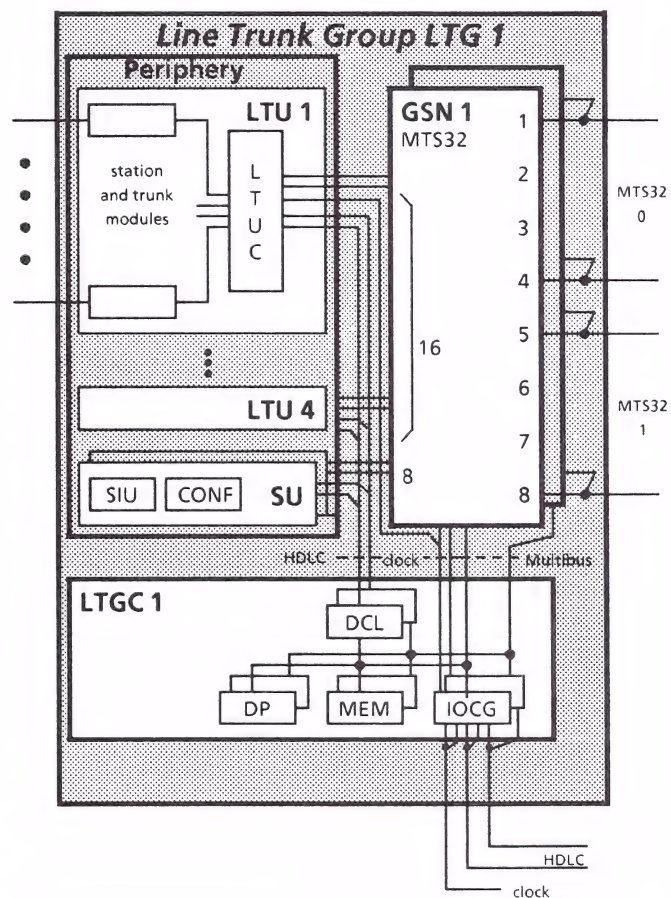 Line Trunk Group LTG 1
Periphery
LTU 1
station
and trunk
modules
L
T
U
C
LTU 4
SIU
CONF
SU
GSN 1
MTS32
1
2
3
4
5
6
7
8
16
8
MTS32
0
MTS32
1
HDLC
clock
Multibus
LTGC 1
DCL
DP
MEM
IOCG
HDLC
clock